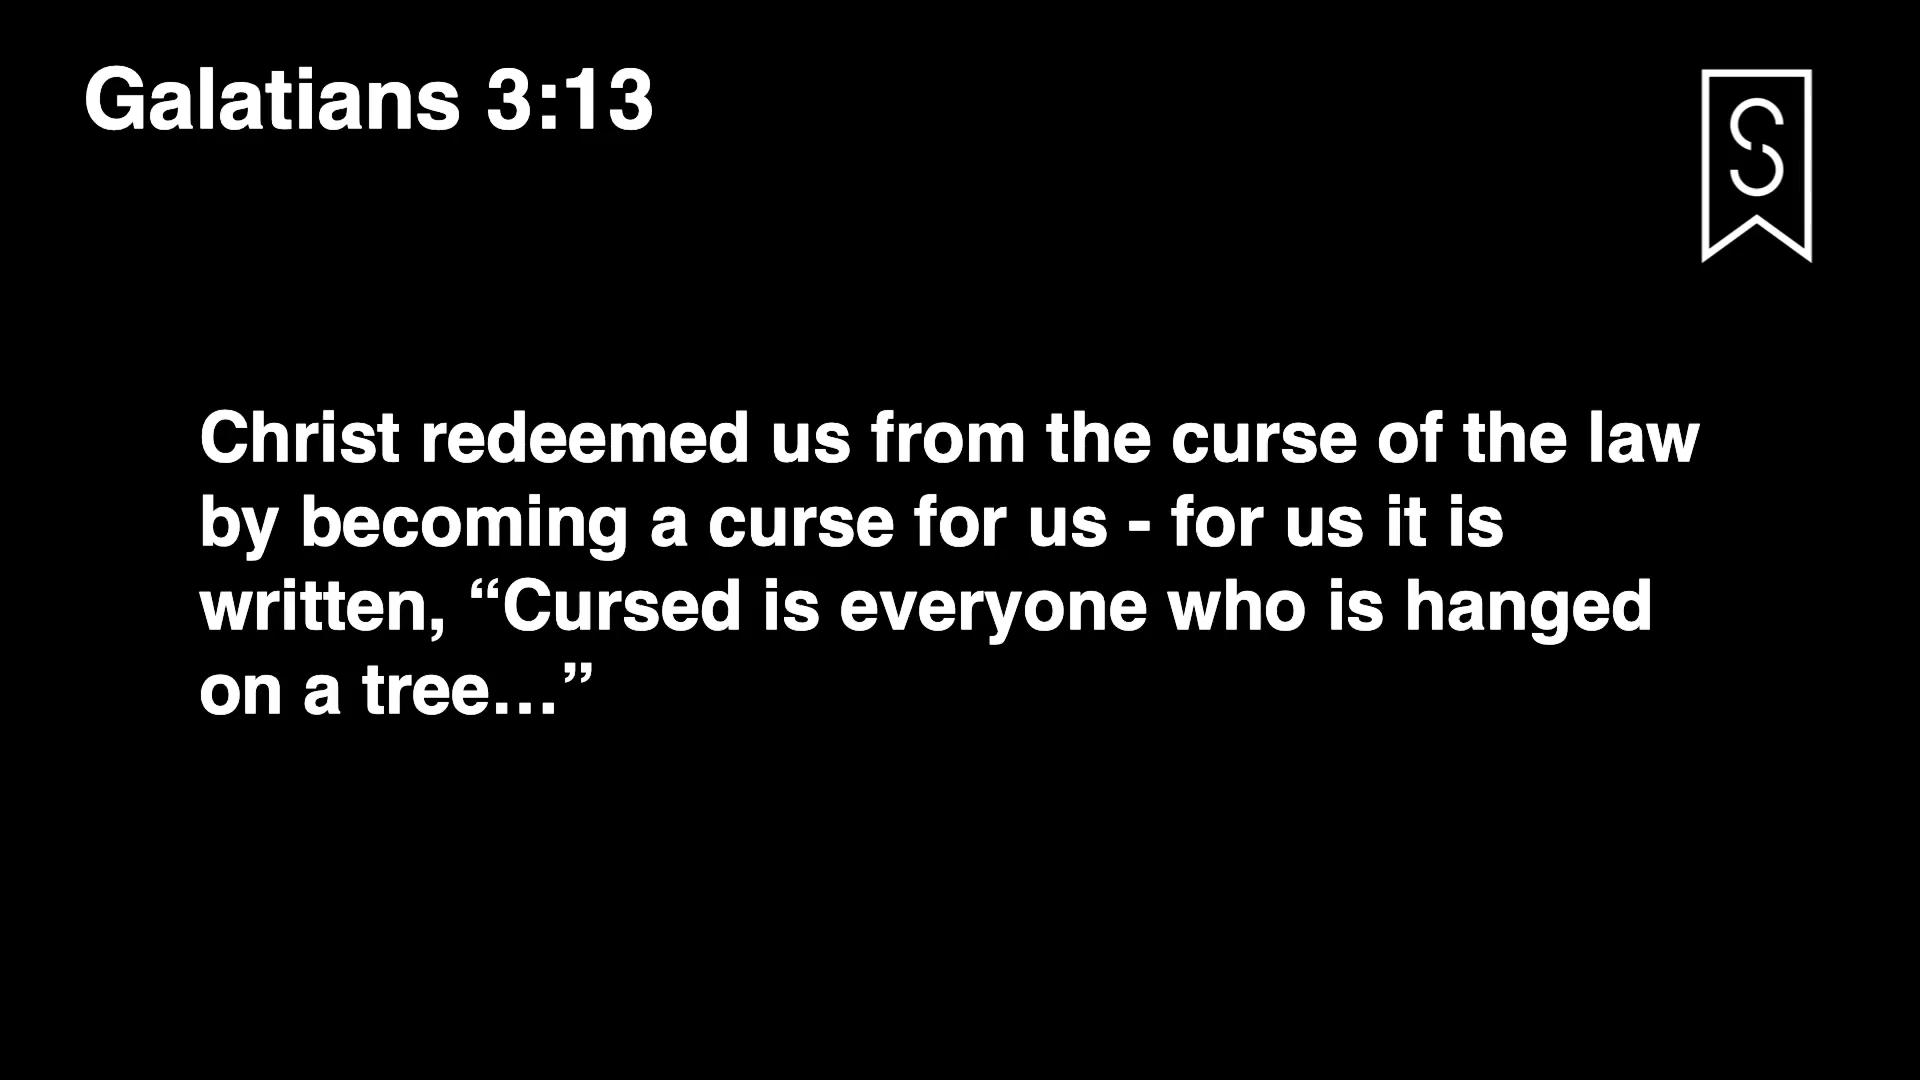 Galatians 3:13
S
Christ redeemed us from the curse of the law
by becoming a curse for us - for us it is
written, “Cursed is everyone who is hanged
on a tree…”